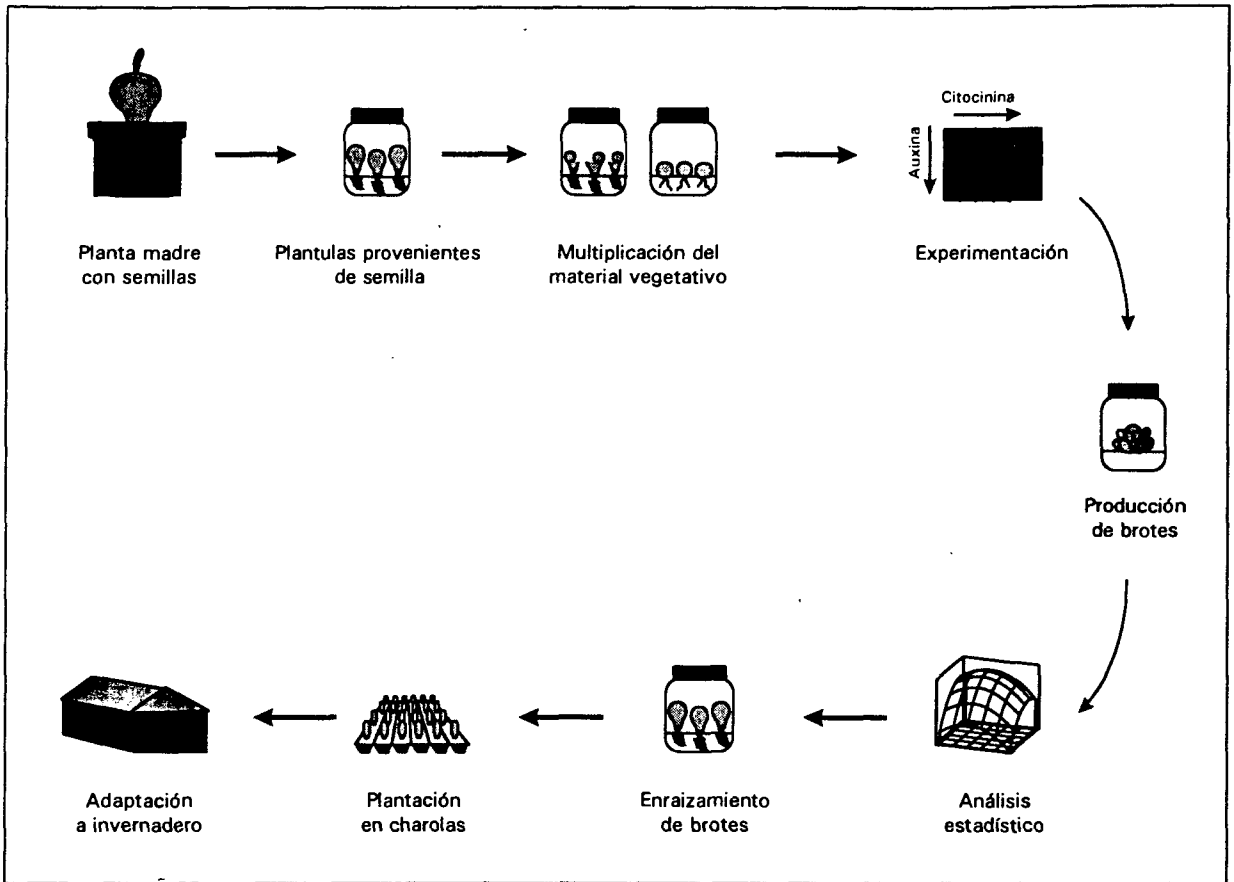 Citocinina
Auxina
Planta madre
con semillas
Plantulas provenientes
de semilla
Multiplicación del
material vegetativo
Experimentación
Producción
de brotes
Adaptación
a invernadero
Plantación
en charolas
Enraizamiento
de brotes
Análisis
estadístico